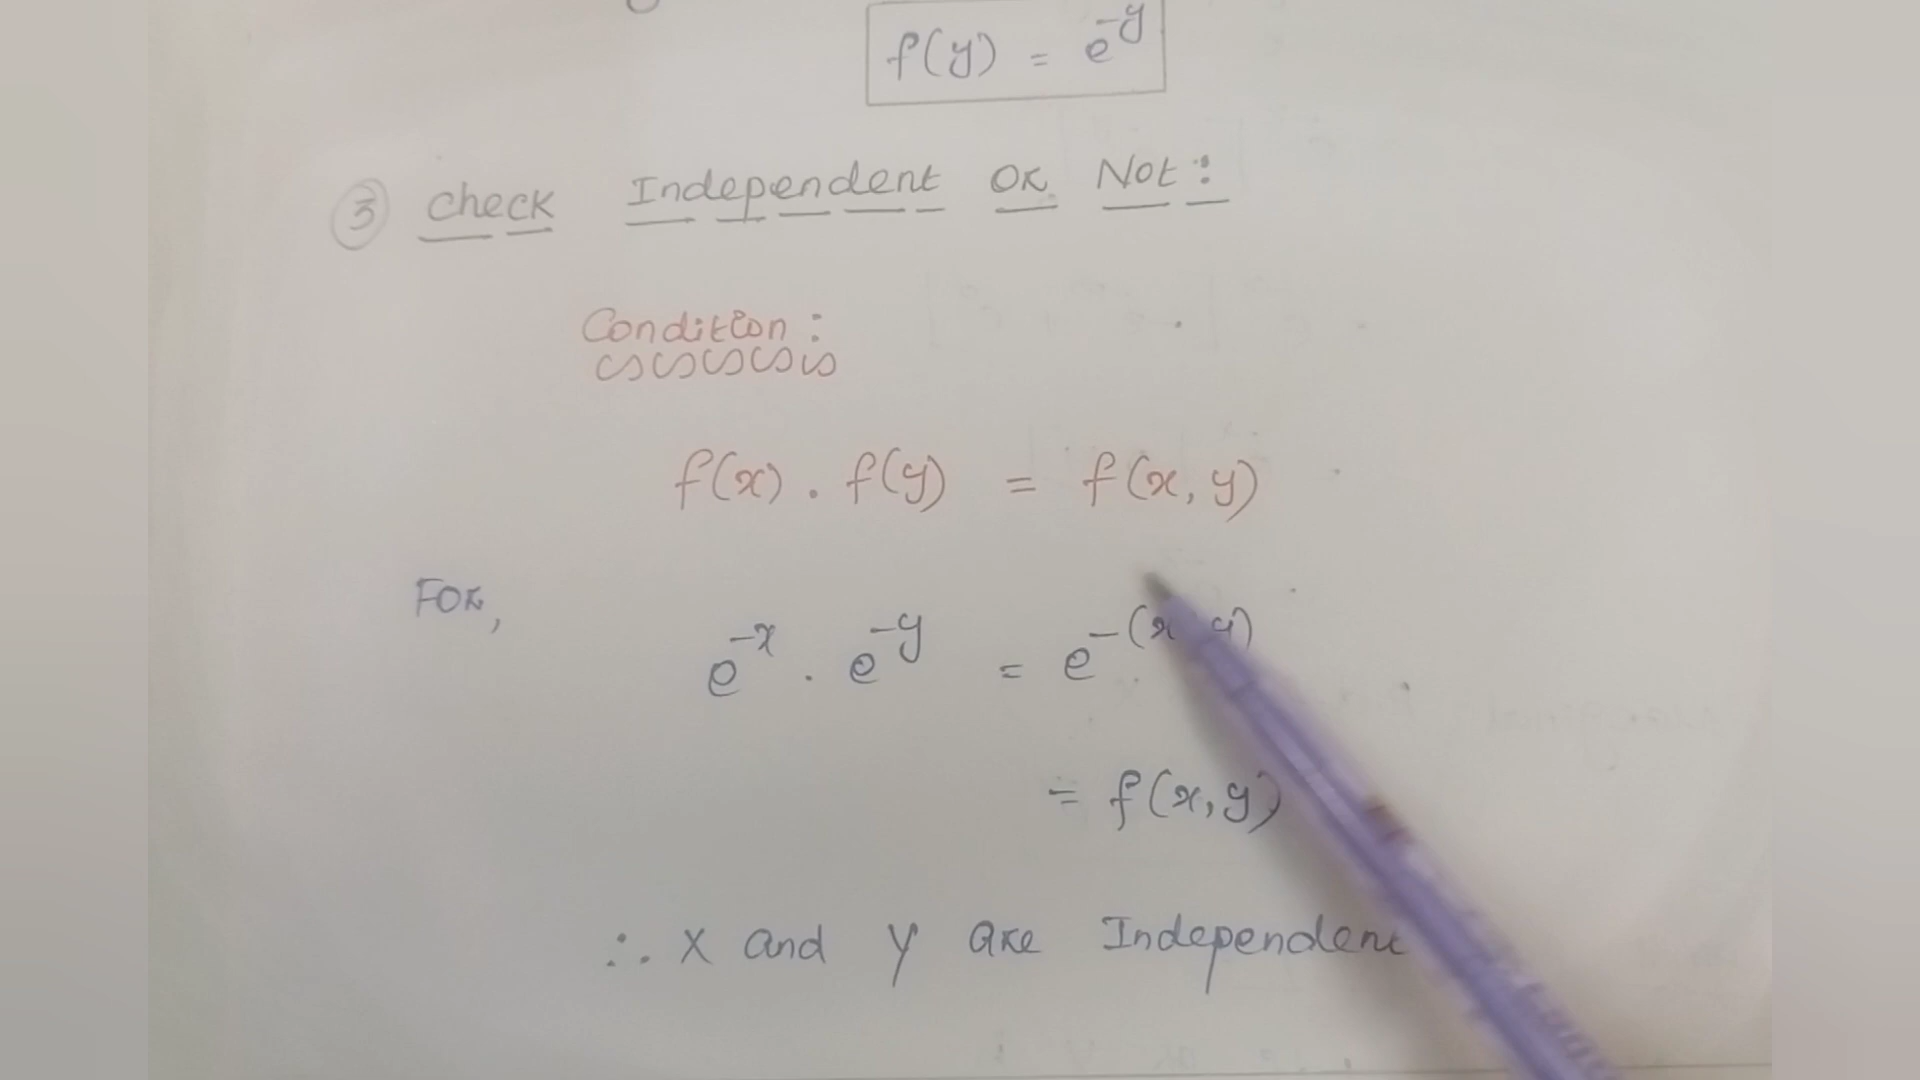 f(y) = e^-y
③ Check Independent OR Not:
Condition:
f(x) . f(y) = f(x, y)
FOR,
e^-x . e^-y = e^-(x y)
= f(x, y)
∴ X and Y are Independent